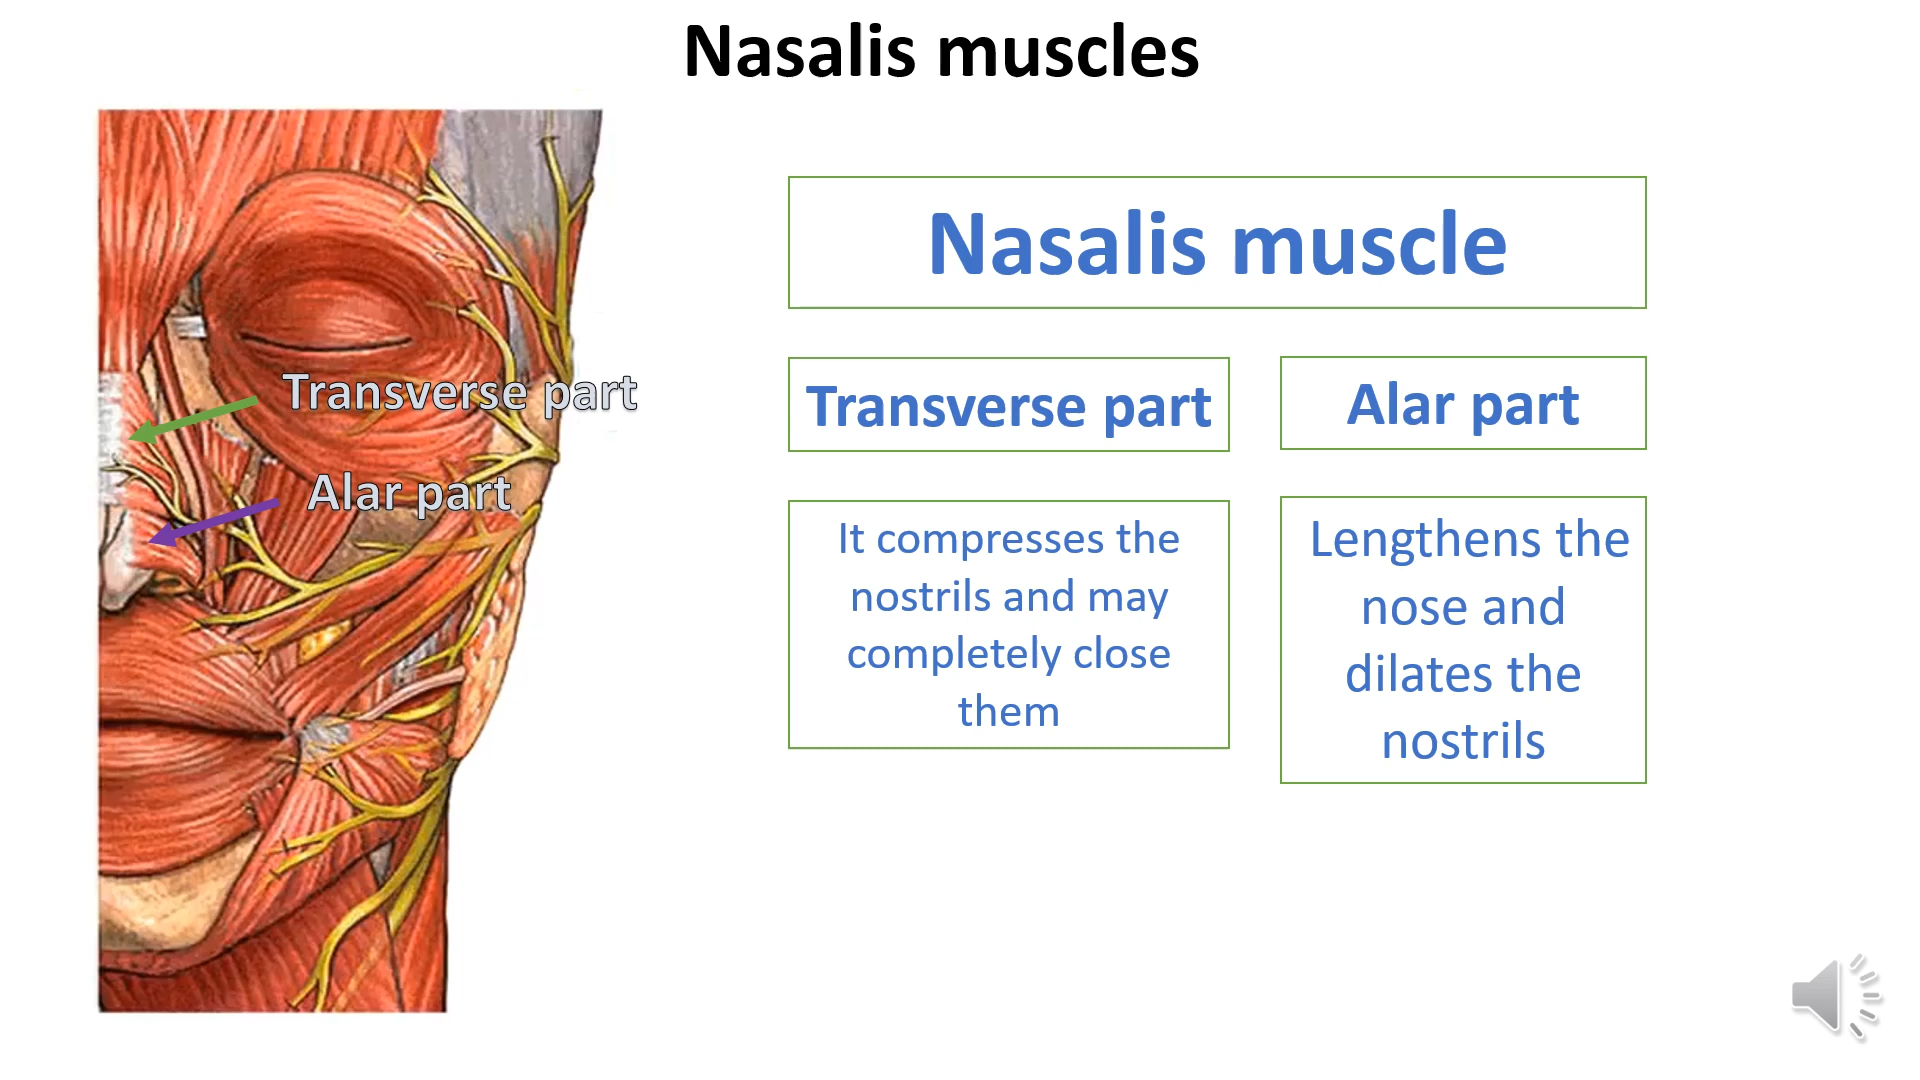 Nasalis muscles
Transverse part
Alar part
Nasalis muscle
Transverse part
Alar part
It compresses the
nostrils and may
completely close
them
Lengthens the
nose and
dilates the
nostrils